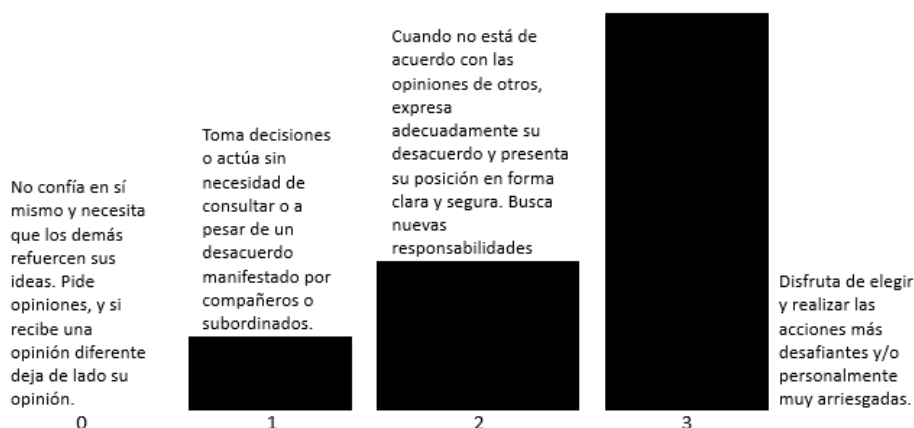 No confía en sí
mismo y necesita
que los demás
refuercen sus
ideas. Pide
opiniones, y si
recibe una
opinión diferente
deja de lado su
opinión.
0
Toma decisiones
o actúa sin
necesidad de
consultar o a
pesar de un
desacuerdo
manifestado por
compañeros o
subordinados.
1
Cuando no está de
acuerdo con las
opiniones de otros,
expresa
adecuadamente su
desacuerdo y presenta
su posición en forma
clara y segura. Busca
nuevas
responsabilidades
2
3
Disfruta de elegir
y realizar las
acciones más
desafiantes y/o
personalmente
muy arriesgadas.